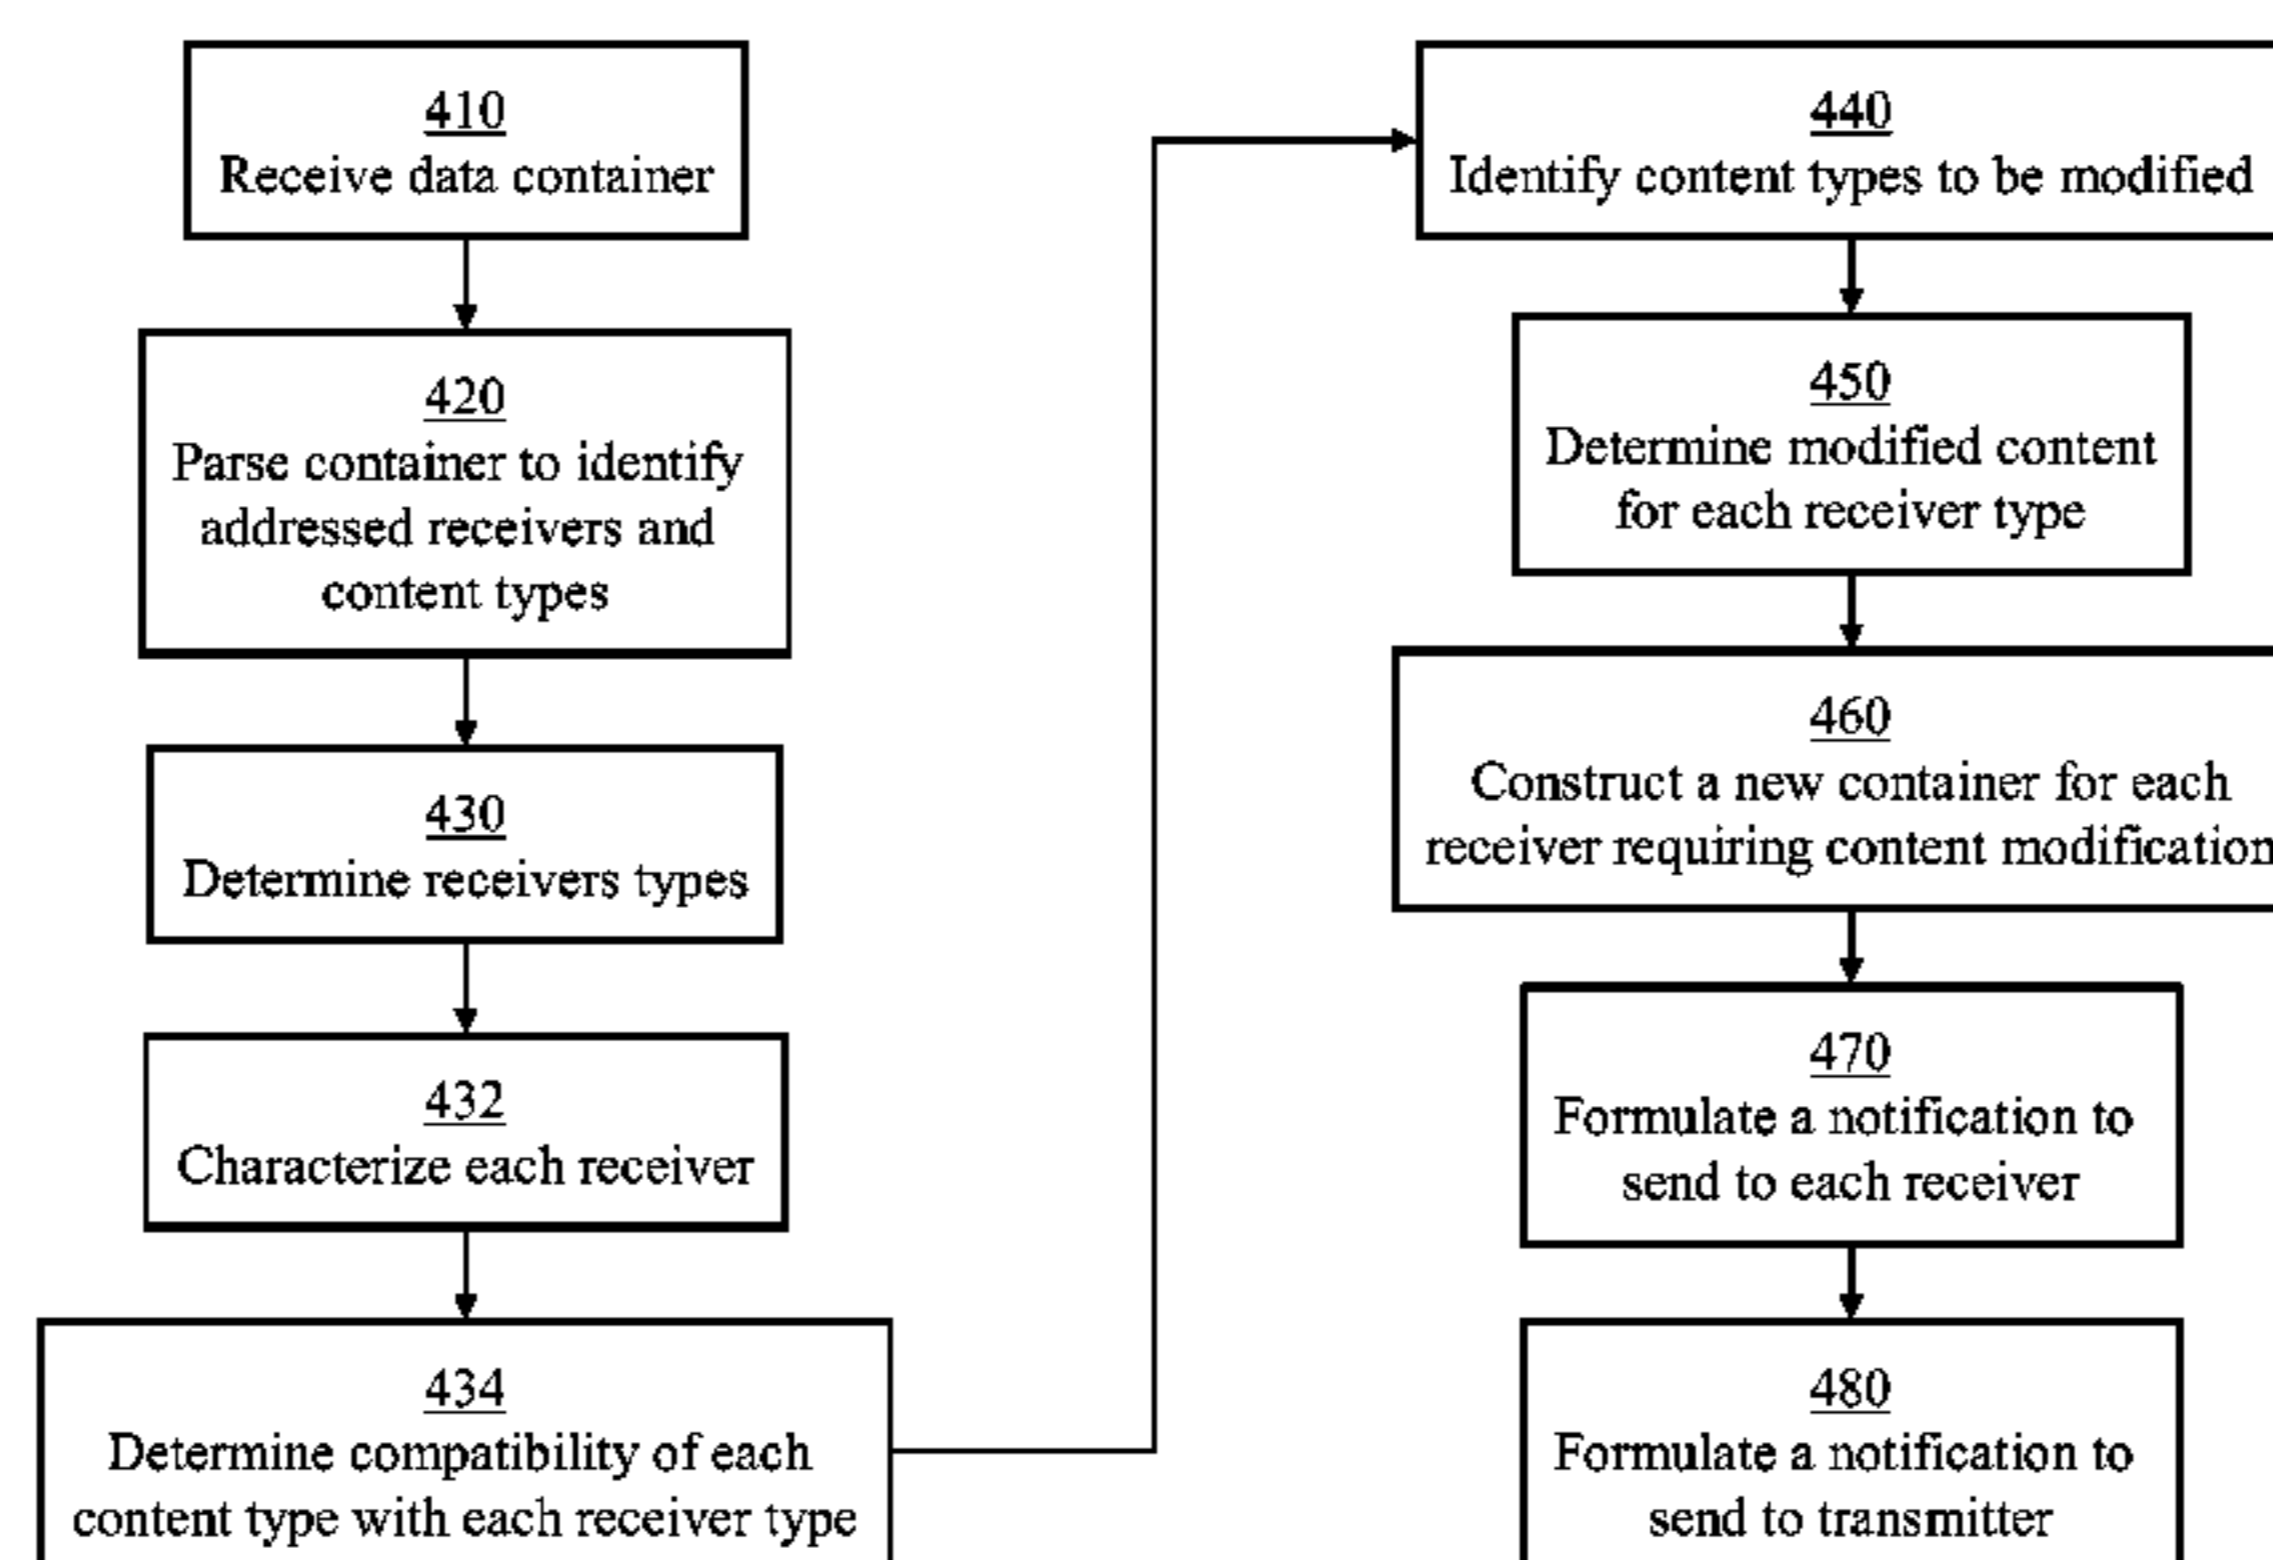 410
Receive data container
420
Parse container to identify
addressed receivers and
content types
430
Determine receivers types
432
Characterize each receiver
434
Determine compatibility of each
content type with each receiver type
440
Identify content types to be modified
450
Determine modified content
for each receiver type
460
Construct a new container for each
receiver requiring content modification
470
Formulate a notification to
send to each receiver
480
Formulate a notification to
send to transmitter